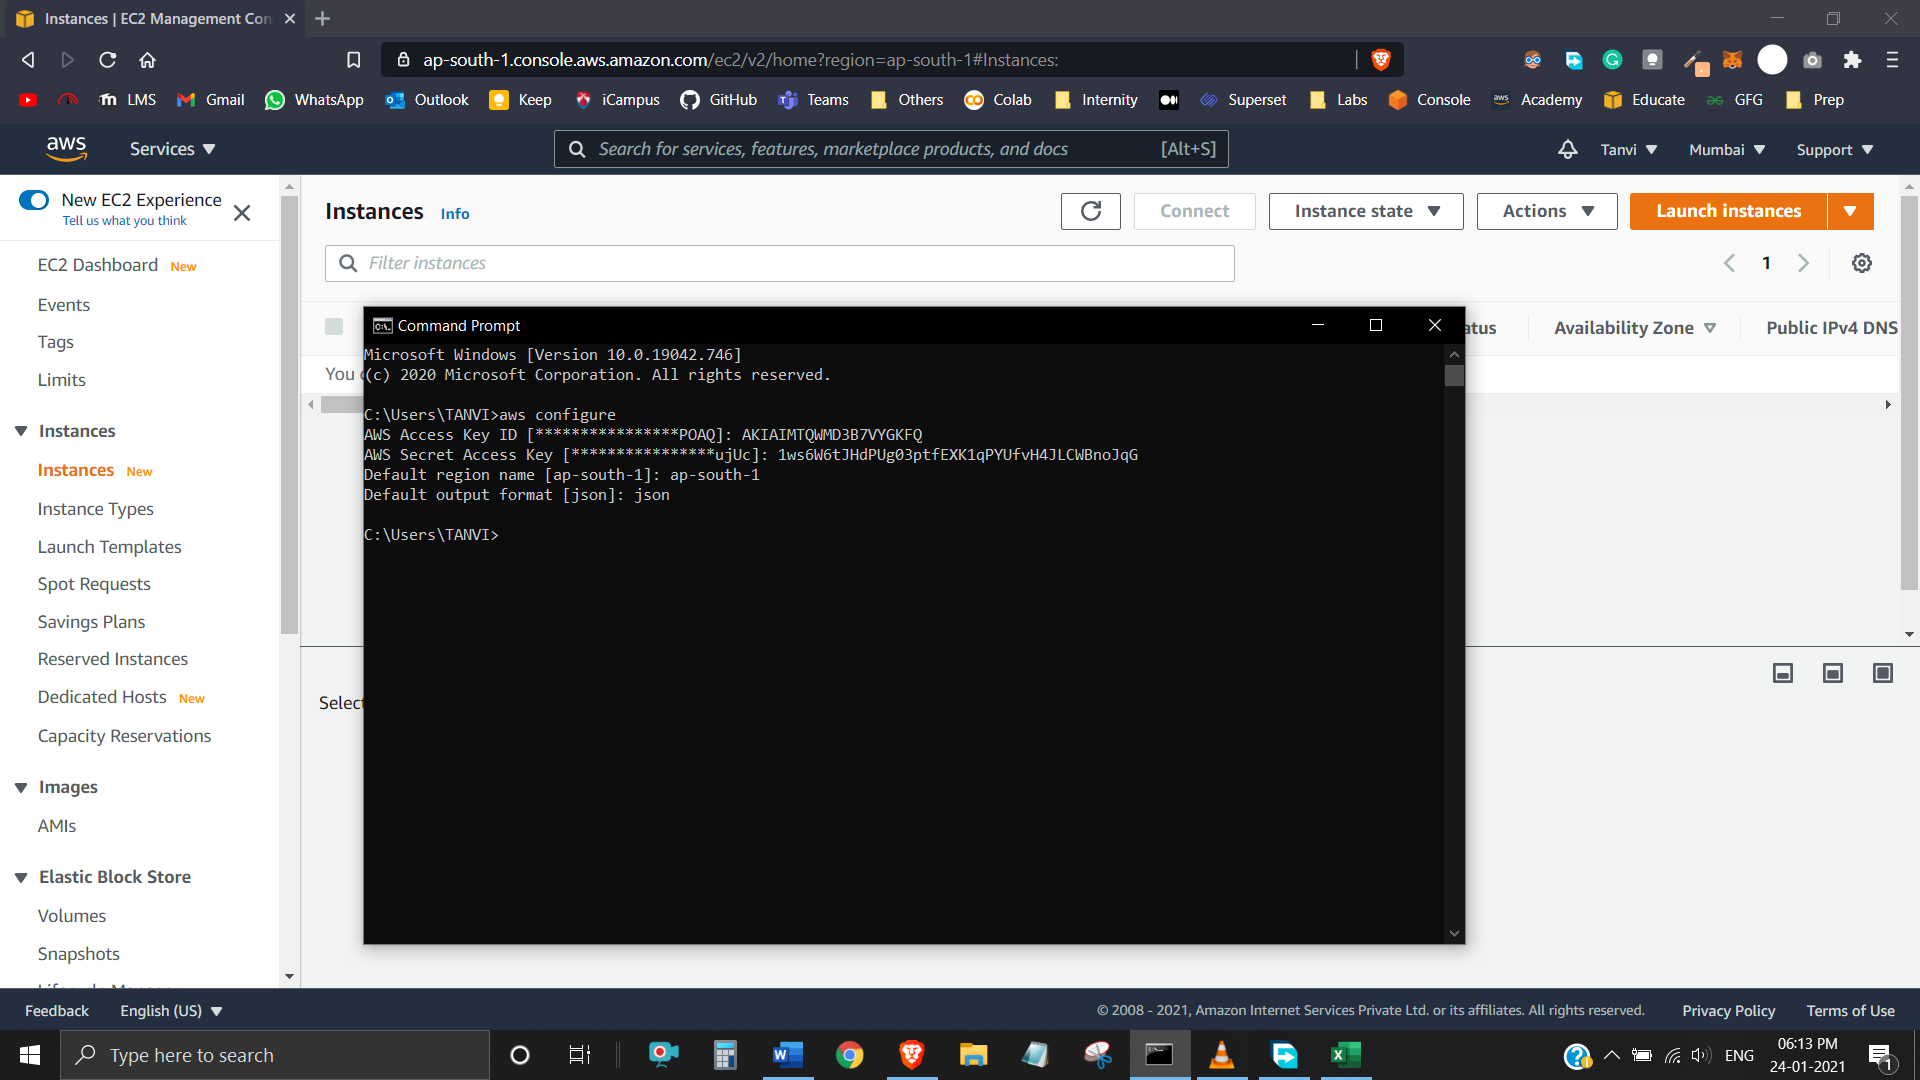 Instances | EC2 Management Con
ap-south-1.console.aws.amazon.com/ec2/v2/home?region=ap-south-1#Instances:
LMS Gmail WhatsApp Outlook Keep iCampus GitHub Teams Others Colab Internity Superset Labs Console aws Academy Educate GFG Prep
aws Services Search for services, features, marketplace products, and docs [Alt+S] Tanvi Mumbai Support
New EC2 Experience
Tell us what you think
EC2 Dashboard New
Events
Tags
Limits
Instances
Instances New
Instance Types
Launch Templates
Spot Requests
Savings Plans
Reserved Instances
Dedicated Hosts New
Capacity Reservations
Images
AMIs
Elastic Block Store
Volumes
Snapshots
Instances Info Connect Instance state Actions Launch instances
Filter instances 1
Availability Zone Public IPv4 DNS
You
Select
Command Prompt
Microsoft Windows [Version 10.0.19042.746]
(c) 2020 Microsoft Corporation. All rights reserved.
C:\Users\TANVI>aws configure
AWS Access Key ID [****************POAQ]: AKIAIMTQWMD3B7VYGKFQ
AWS Secret Access Key [****************ujUc]: 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
Default region name [ap-south-1]: ap-south-1
Default output format [json]: json
C:\Users\TANVI>
Feedback English (US) © 2008 - 2021, Amazon Internet Services Private Ltd. or its affiliates. All rights reserved. Privacy Policy Terms of Use
Type here to search ENG 06:13 PM
24-01-2021 1